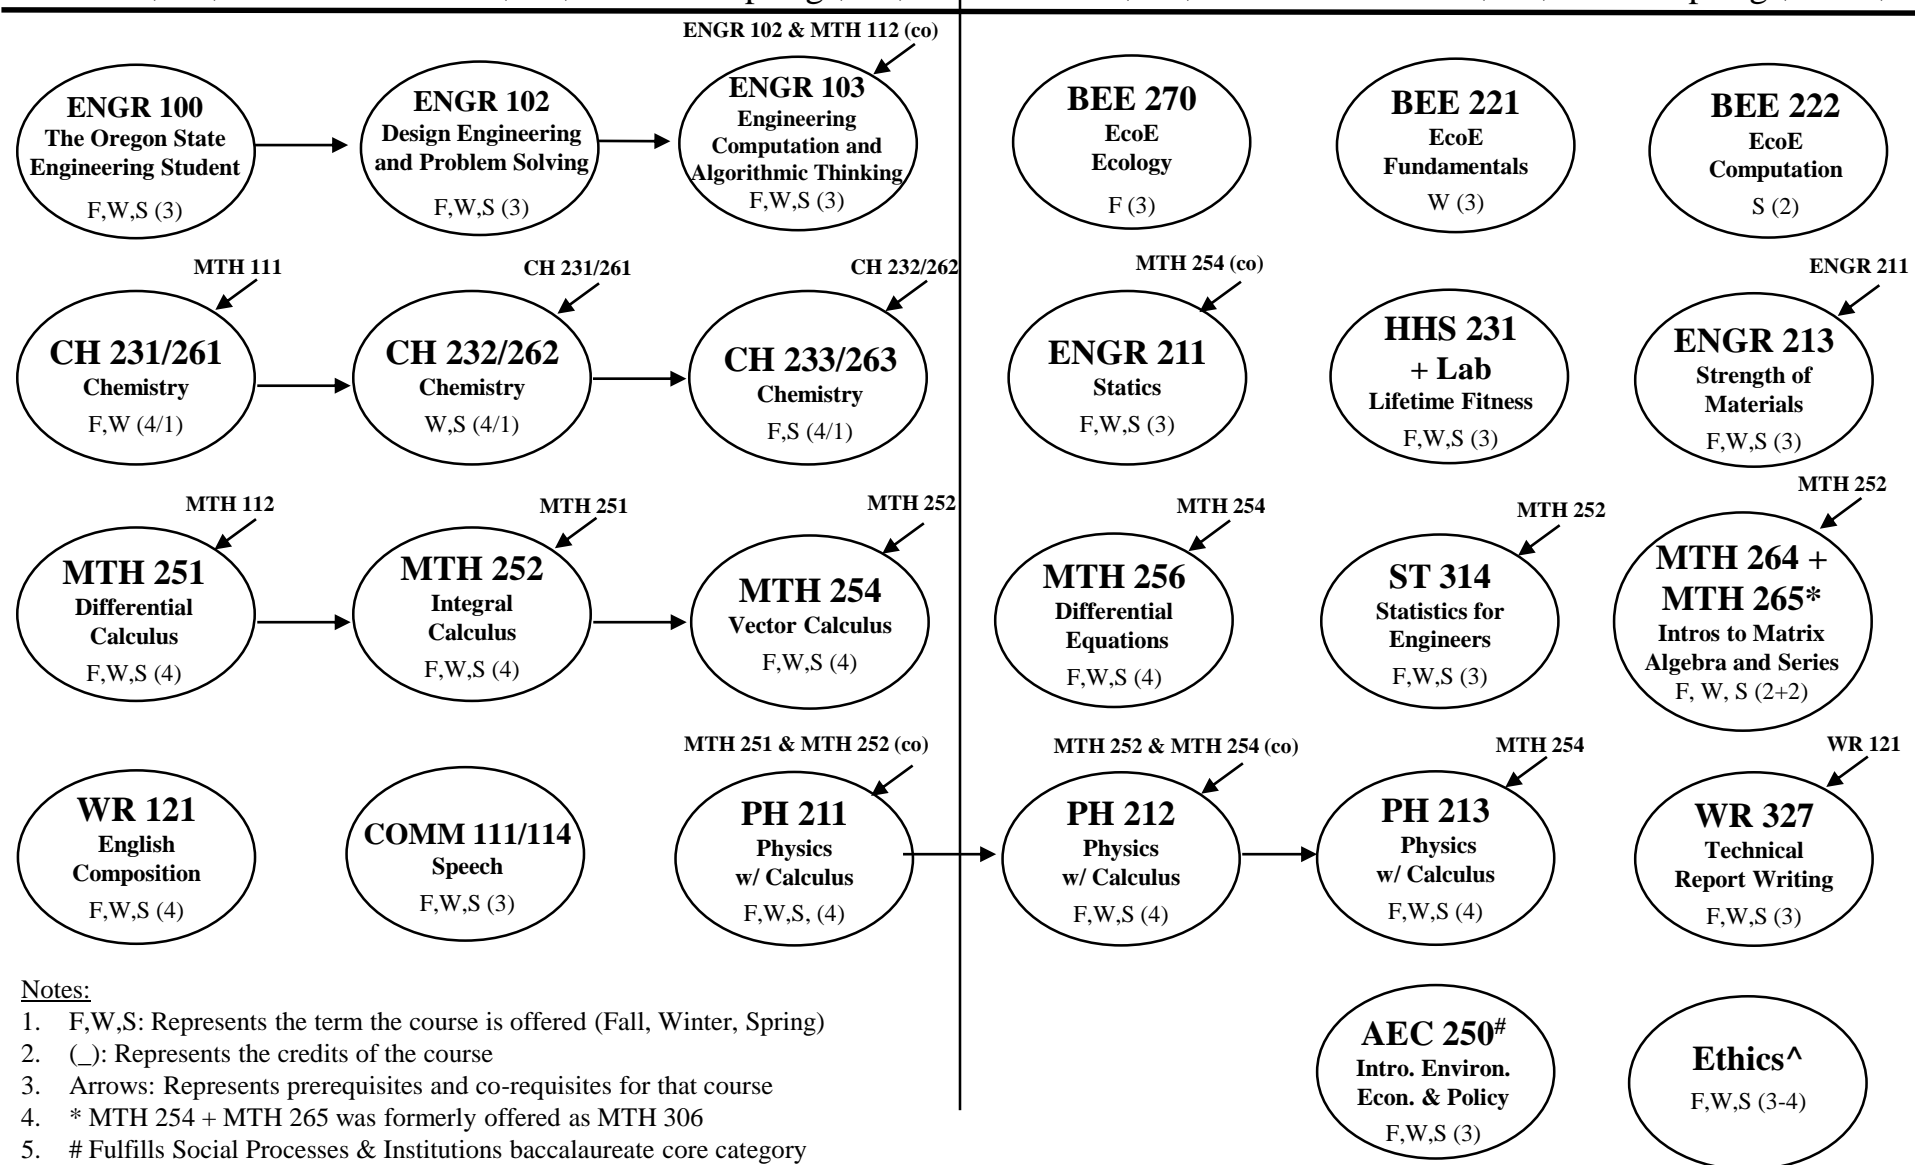 ENGR 102 & MTH 112 (co)
ENGR 100
The Oregon State
Engineering Student
F,W,S (3)
ENGR 102
Design Engineering
and Problem Solving
F,W,S (3)
ENGR 103
Engineering
Computation and
Algorithmic Thinking
F,W,S (3)
BEE 270
EcoE
Ecology
F (3)
BEE 221
EcoE
Fundamentals
W (3)
BEE 222
EcoE
Computation
S (2)
MTH 111
CH 231/261
Chemistry
F,W (4/1)
CH 231/261
CH 232/262
Chemistry
W,S (4/1)
CH 232/262
CH 233/263
Chemistry
F,S (4/1)
MTH 254 (co)
ENGR 211
Statics
F,W,S (3)
HHS 231
+ Lab
Lifetime Fitness
F,W,S (3)
ENGR 211
ENGR 213
Strength of
Materials
F,W,S (3)
MTH 112
MTH 251
Differential
Calculus
F,W,S (4)
MTH 251
MTH 252
Integral
Calculus
F,W,S (4)
MTH 252
MTH 254
Vector Calculus
F,W,S (4)
MTH 254
MTH 256
Differential
Equations
F,W,S (4)
MTH 252
ST 314
Statistics for
Engineers
F,W,S (3)
MTH 252
MTH 264 +
MTH 265*
Intros to Matrix
Algebra and Series
F, W, S (2+2)
WR 121
English
Composition
F,W,S (4)
COMM 111/114
Speech
F,W,S (3)
MTH 251 & MTH 252 (co)
PH 211
Physics
w/ Calculus
F,W,S, (4)
MTH 252 & MTH 254 (co)
PH 212
Physics
w/ Calculus
F,W,S (4)
MTH 254
PH 213
Physics
w/ Calculus
F,W,S (4)
WR 121
WR 327
Technical
Report Writing
F,W,S (3)
AEC 250#
Intro. Environ.
Econ. & Policy
F,W,S (3)
Ethics^
F,W,S (3-4)
Notes:
1. F,W,S: Represents the term the course is offered (Fall, Winter, Spring)
2. (_): Represents the credits of the course
3. Arrows: Represents prerequisites and co-requisites for that course
4. * MTH 254 + MTH 265 was formerly offered as MTH 306
5. # Fulfills Social Processes & Institutions baccalaureate core category